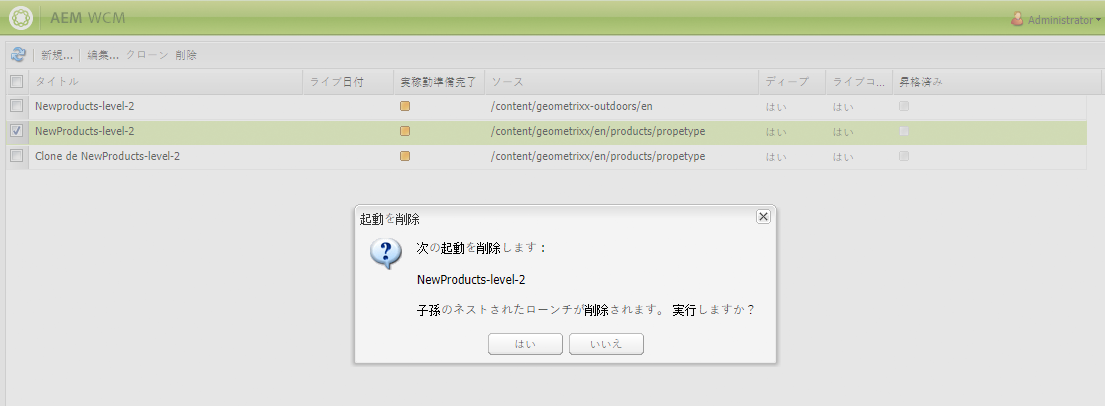 AEM WCM
Administrator
新規... 編集... クローン 削除
タイトル ライブ日付 実稼動準備完了 ソース ディープ ライブコ... 昇格済み
Newproducts-level-2 /content/geometrixx-outdoors/en はい はい
NewProducts-level-2 /content/geometrixx/en/products/propetype はい はい
Clone de NewProducts-level-2 /content/geometrixx/en/products/propetype はい はい
起動を削除
次の起動を削除します：
NewProducts-level-2
子孫のネストされたローンチが削除されます。 実行しますか？
はい いいえ